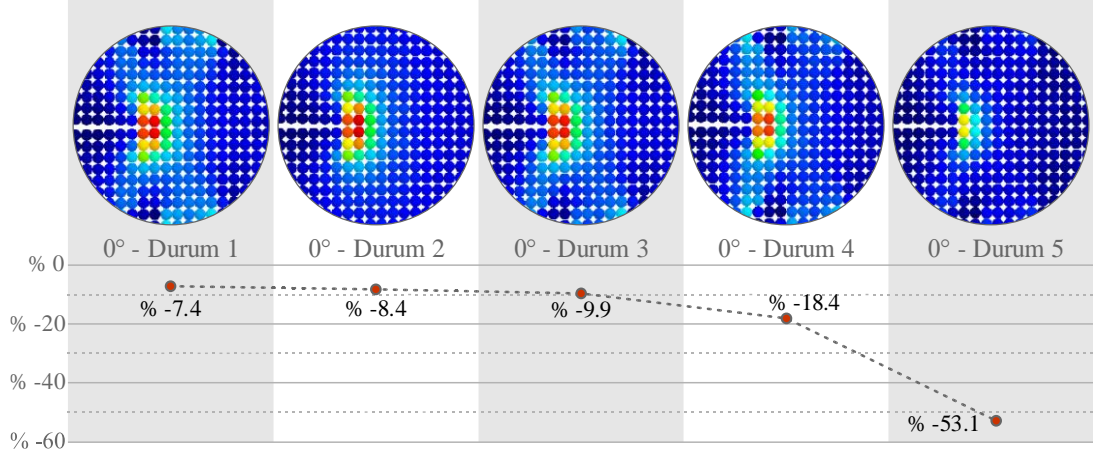 0° - Durum 1
0° - Durum 2
0° - Durum 3
0° - Durum 4
0° - Durum 5
% 0
% -20
% -40
% -60
% -7.4
% -8.4
% -9.9
% -18.4
% -53.1